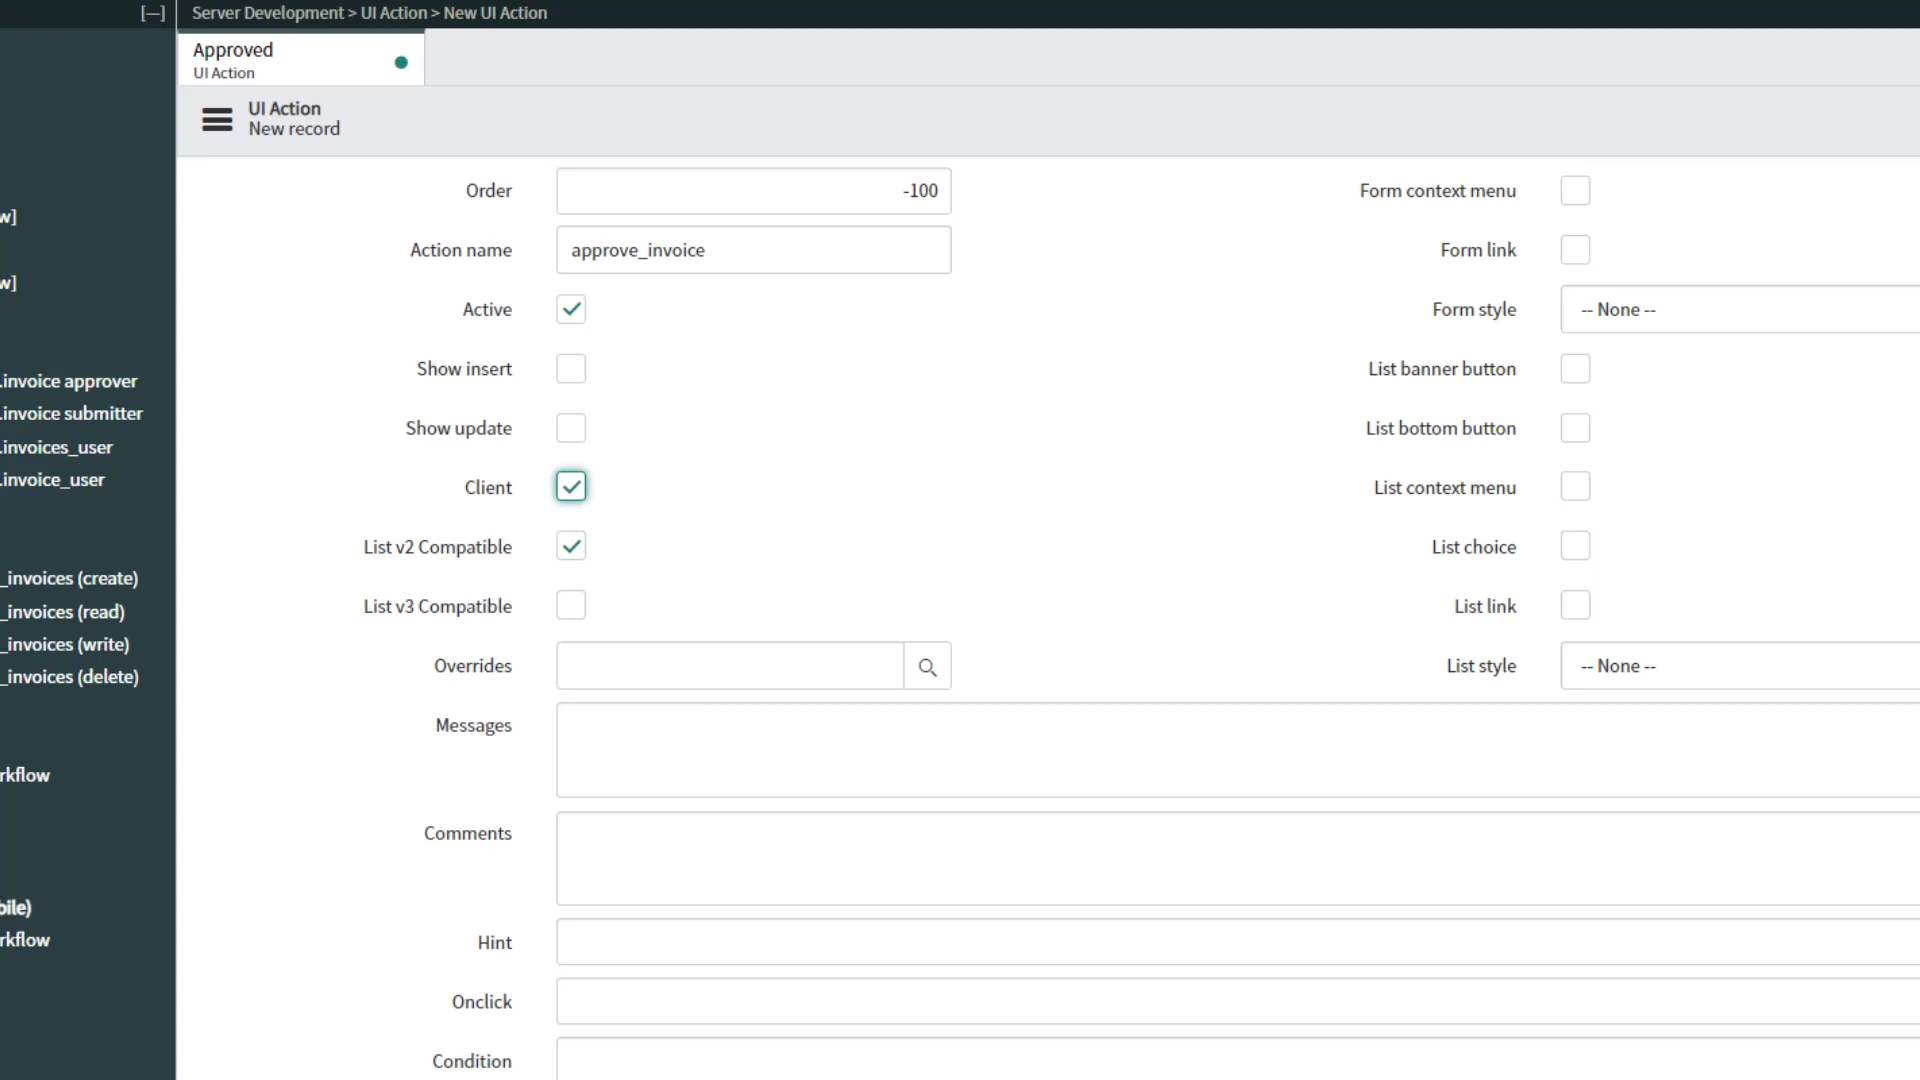 [—]
Server Development > UI Action > New UI Action
Approved
UI Action
UI Action
New record
w]
w]
.invoice approver
.invoice submitter
.invoices_user
.invoice_user
_invoices (create)
_invoices (read)
_invoices (write)
_invoices (delete)
rkflow
bile)
rkflow
Order
-100
Action name
approve_invoice
Active
Show insert
Show update
Client
List v2 Compatible
List v3 Compatible
Overrides
Form context menu
Form link
Form style
-- None --
List banner button
List bottom button
List context menu
List choice
List link
List style
-- None --
Messages
Comments
Hint
Onclick
Condition